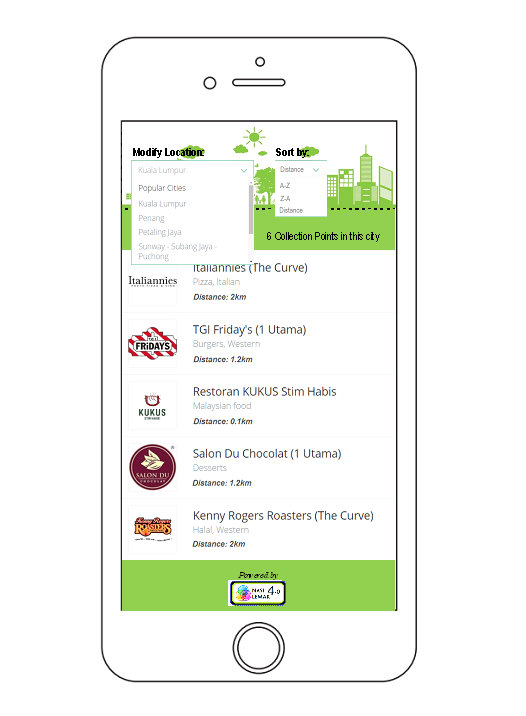 Modify Location:
Sort by:
Kuala Lumpur
Distance
Popular Cities
Kuala Lumpur
Penang
Petaling Jaya
Sunway - Subang Jaya -
Puchong
A-Z
Z-A
Distance
6 Collection Points in this city
Italiannies
Italiannies (The Curve)
Pizza, Italian
Distance: 2km
FRiDAYS
TGI Friday's (1 Utama)
Burgers, Western
Distance: 1.2km
KUKUS
Restoran KUKUS Stim Habis
Malaysian food
Distance: 0.1km
SALON DU
CHOCOLAT
Salon Du Chocolat (1 Utama)
Desserts
Distance: 1.2km
Kenny Rogers
ROASTERS
Kenny Rogers Roasters (The Curve)
Halal, Western
Distance: 2km
Powered by
NASI
LEMAK
4.0